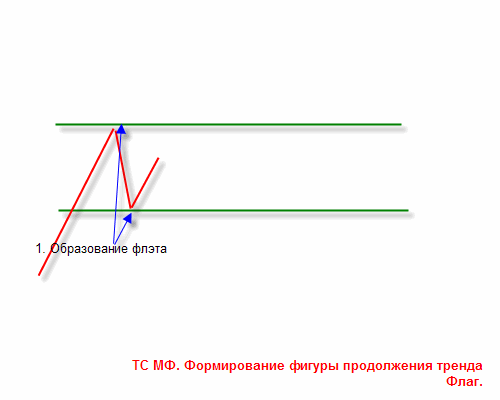 1. Образование флэта
ТС МФ. Формирование фигуры продолжения тренда
Флаг.